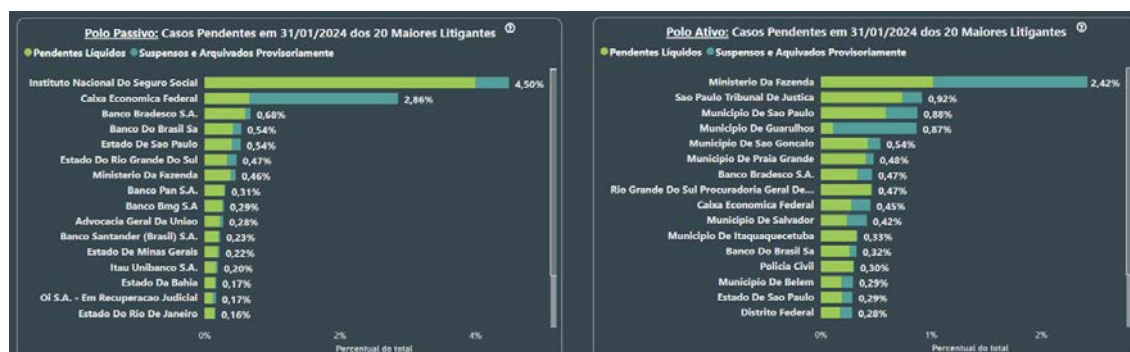 Polo Passivo: Casos Pendentes em 31/01/2024 dos 20 Maiores Litigantes
Pendentes Líquidos Suspensos e Arquivados Provisoriamente
Instituto Nacional Do Seguro Social 4,50%
Caixa Economica Federal 2,86%
Banco Bradesco S.A. 0,68%
Banco Do Brasil Sa 0,54%
Estado De Sao Paulo 0,54%
Estado Do Rio Grande Do Sul 0,47%
Ministerio Da Fazenda 0,46%
Banco Pan S.A. 0,31%
Banco Bmg S.A 0,29%
Advocacia Geral Da Uniao 0,28%
Banco Santander (Brasil) S.A. 0,23%
Estado De Minas Gerais 0,22%
Itau Unibanco S.A. 0,20%
Estado Da Bahia 0,17%
Oi S.A. - Em Recuperacao Judicial 0,17%
Estado Do Rio De Janeiro 0,16%
0% 2% 4%
Percentual do total
Polo Ativo: Casos Pendentes em 31/01/2024 dos 20 Maiores Litigantes
Pendentes Líquidos Suspensos e Aquivados Provisoriamente
Ministerio Da Fazenda 2,42%
Sao Paulo Tribunal De Justica 0,92%
Municipio De Sao Paulo 0,88%
Municipio De Guarulhos 0,87%
Municipio De Sao Goncalo 0,54%
Municipio De Praia Grande 0,48%
Banco Bradesco S.A. 0,47%
Rio Grande Do Sul Procuradoria Geral De... 0,47%
Caixa Economica Federal 0,45%
Municipio De Salvador 0,42%
Municipio De Itaquaquecetuba 0,33%
Banco Do Brasil Sa 0,32%
Policia Civil 0,30%
Municipio De Belem 0,29%
Estado De Sao Paulo 0,29%
Distrito Federal 0,28%
0% 1% 2%
Percentual do total